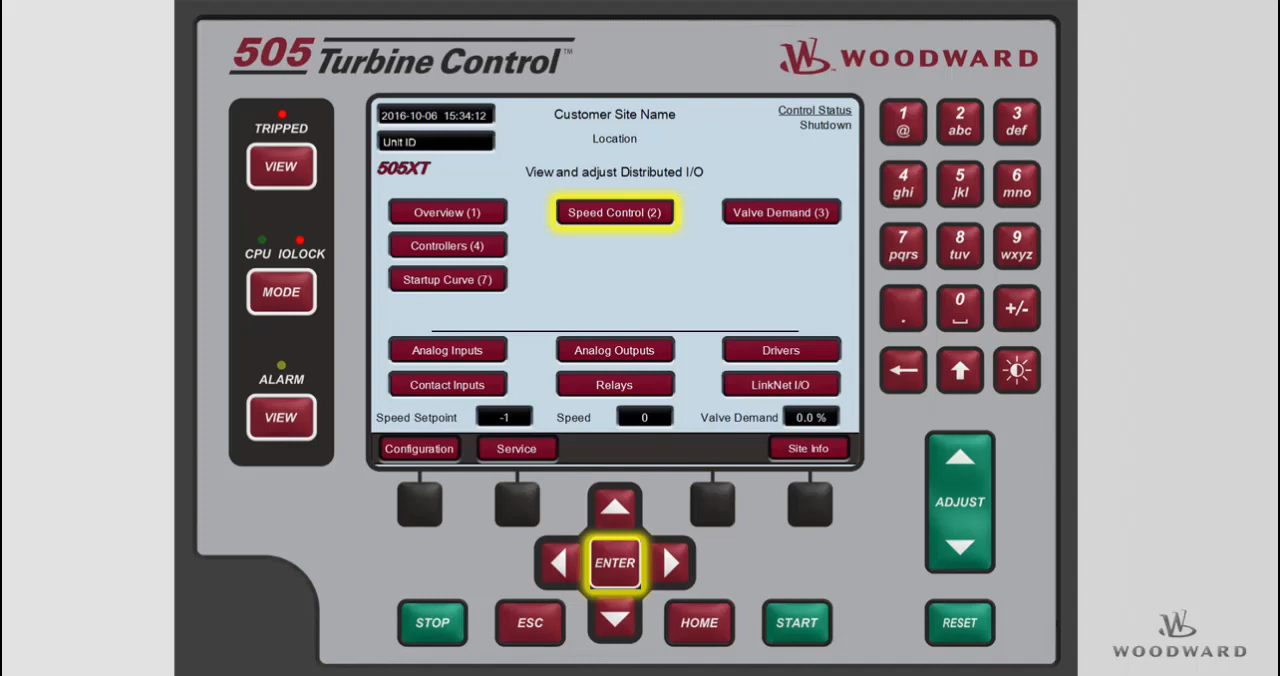 505 Turbine Control™
WOODWARD
TRIPPED
VIEW
CPU IOLOCK
MODE
ALARM
VIEW
2016-10-06 15:34:12
Customer Site Name
Control Status
Unit ID
Location
Shutdown
505XT
View and adjust Distributed I/O
Overview (1)
Speed Control (2)
Valve Demand (3)
Controllers (4)
Startup Curve (7)
Analog Inputs
Analog Outputs
Drivers
Contact Inputs
Relays
LinkNet I/O
Speed Setpoint -1
Speed 0
Valve Demand 0.0 %
Configuration
Service
Site Info
1 @
2 abc
3 def
4 ghi
5 jkl
6 mno
7 pqrs
8 tuv
9 wxyz
.
0
+/-
ADJUST
ENTER
STOP
ESC
HOME
START
RESET
WOODWARD